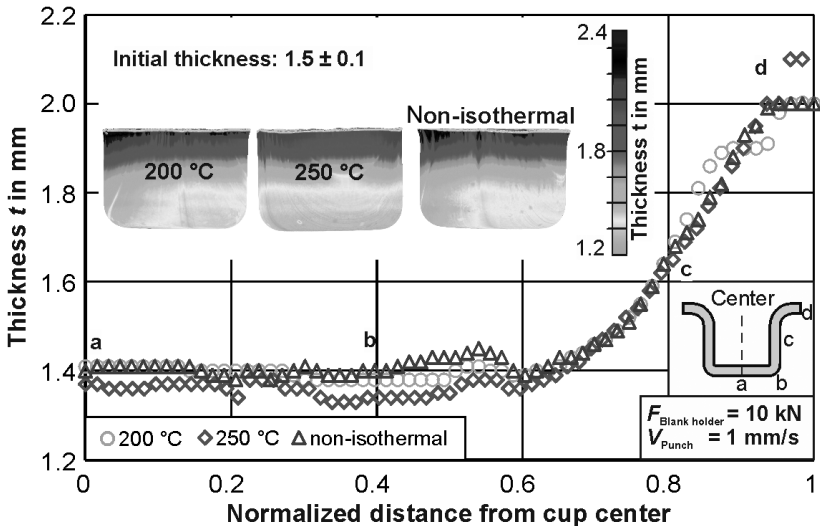 Thickness t in mm
2.2
2.0
1.8
1.6
1.4
1.2
Initial thickness: 1.5 ± 0.1
200 °C
250 °C
Non-isothermal
2.4
1.8
1.2
Thickness t in mm
a
b
c
d
Center
a
b
c
d
200 °C 250 °C non-isothermal
F Blank holder = 10 kN
V Punch = 1 mm/s
0 0.2 0.4 0.6 0.8 1
Normalized distance from cup center